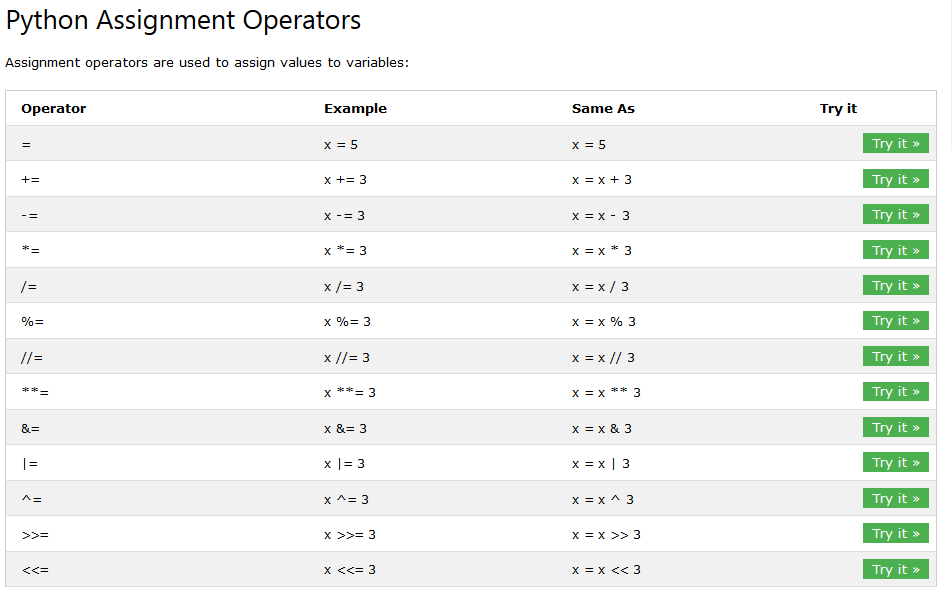 Python Assignment Operators
Assignment operators are used to assign values to variables:
Operator Example Same As Try it
= x = 5 x = 5 Try it »
+= x += 3 x = x + 3 Try it »
-= x -= 3 x = x - 3 Try it »
*= x *= 3 x = x * 3 Try it »
/= x /= 3 x = x / 3 Try it »
%= x %= 3 x = x % 3 Try it »
//= x //= 3 x = x // 3 Try it »
**= x **= 3 x = x ** 3 Try it »
&= x &= 3 x = x & 3 Try it »
|= x |= 3 x = x | 3 Try it »
^= x ^= 3 x = x ^ 3 Try it »
>>= x >>= 3 x = x >> 3 Try it »
<<= x <<= 3 x = x << 3 Try it »